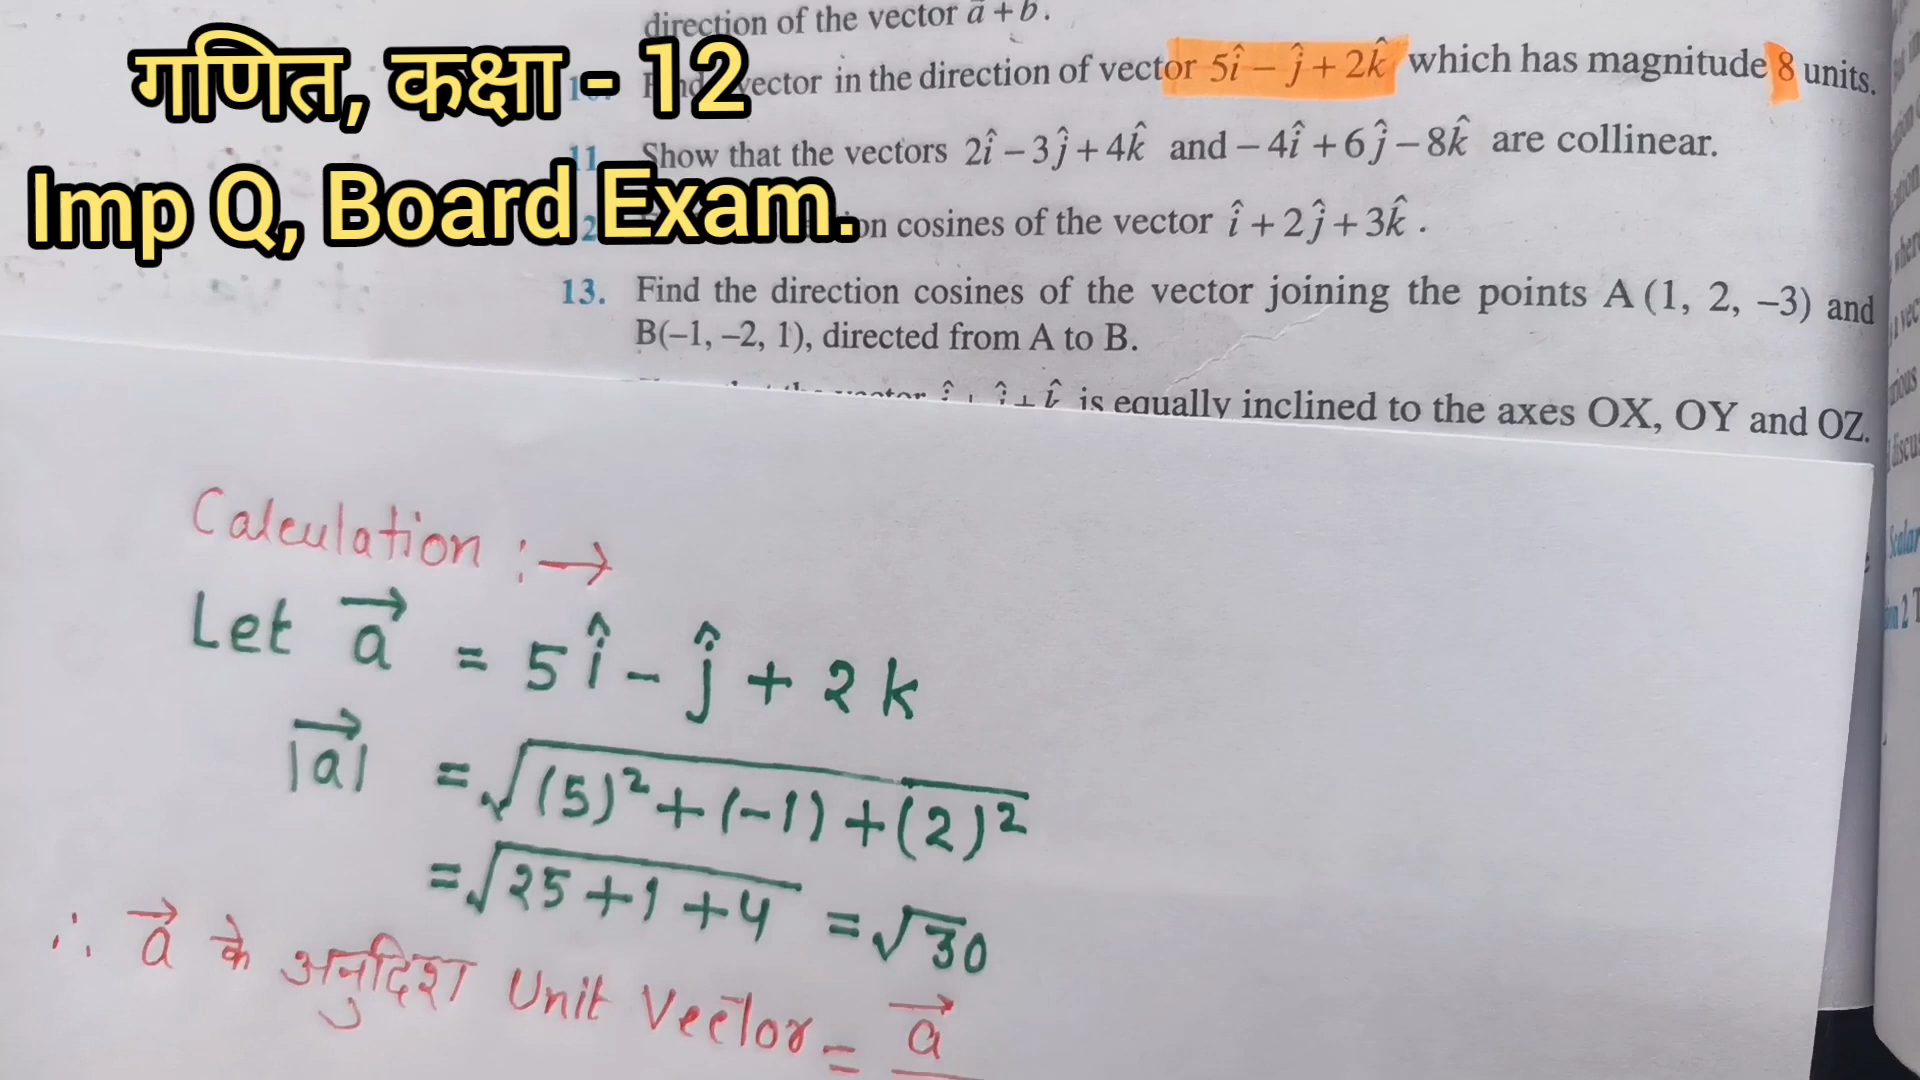 गणित, कक्षा - 12
Imp Q, Board Exam.
direction of the vector a⃗ + b⃗.
vector in the direction of vector 5î − ĵ + 2k̂ which has magnitude 8 units.
11. Show that the vectors 2î − 3ĵ + 4k̂ and − 4î + 6ĵ − 8k̂ are collinear.
cosines of the vector î + 2ĵ + 3k̂ .
13. Find the direction cosines of the vector joining the points A (1, 2, −3) and
B(−1, −2, 1), directed from A to B.
is equally inclined to the axes OX, OY and OZ.
Calculation :→
Let a⃗ = 5î − ĵ + 2k
|a⃗| = √(5)² + (−1) + (2)²
= √25 + 1 + 4 = √30
∴ a⃗ के अनुदिश Unit Vector = a⃗